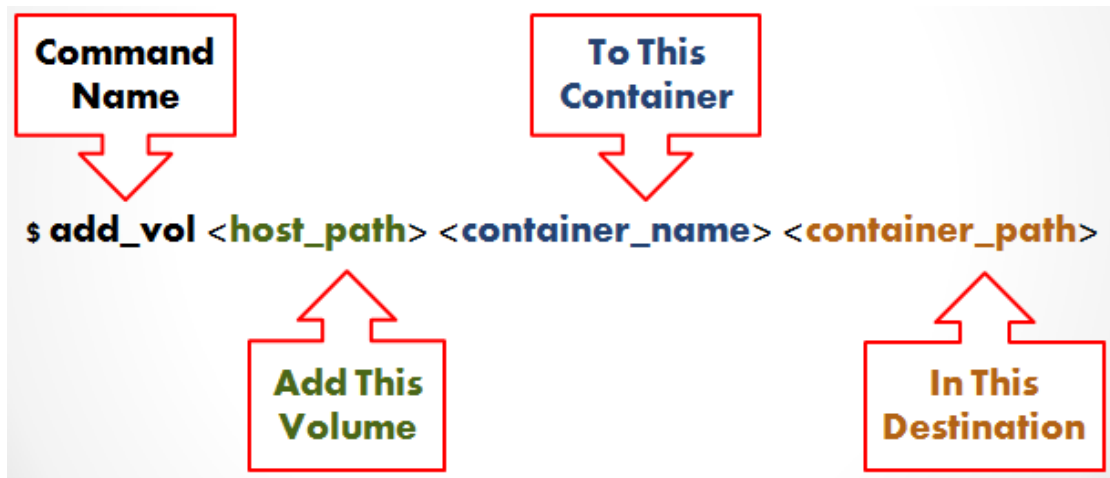 Command
Name
To This
Container
$ add_vol <host_path> <container_name> <container_path>
Add This
Volume
In This
Destination